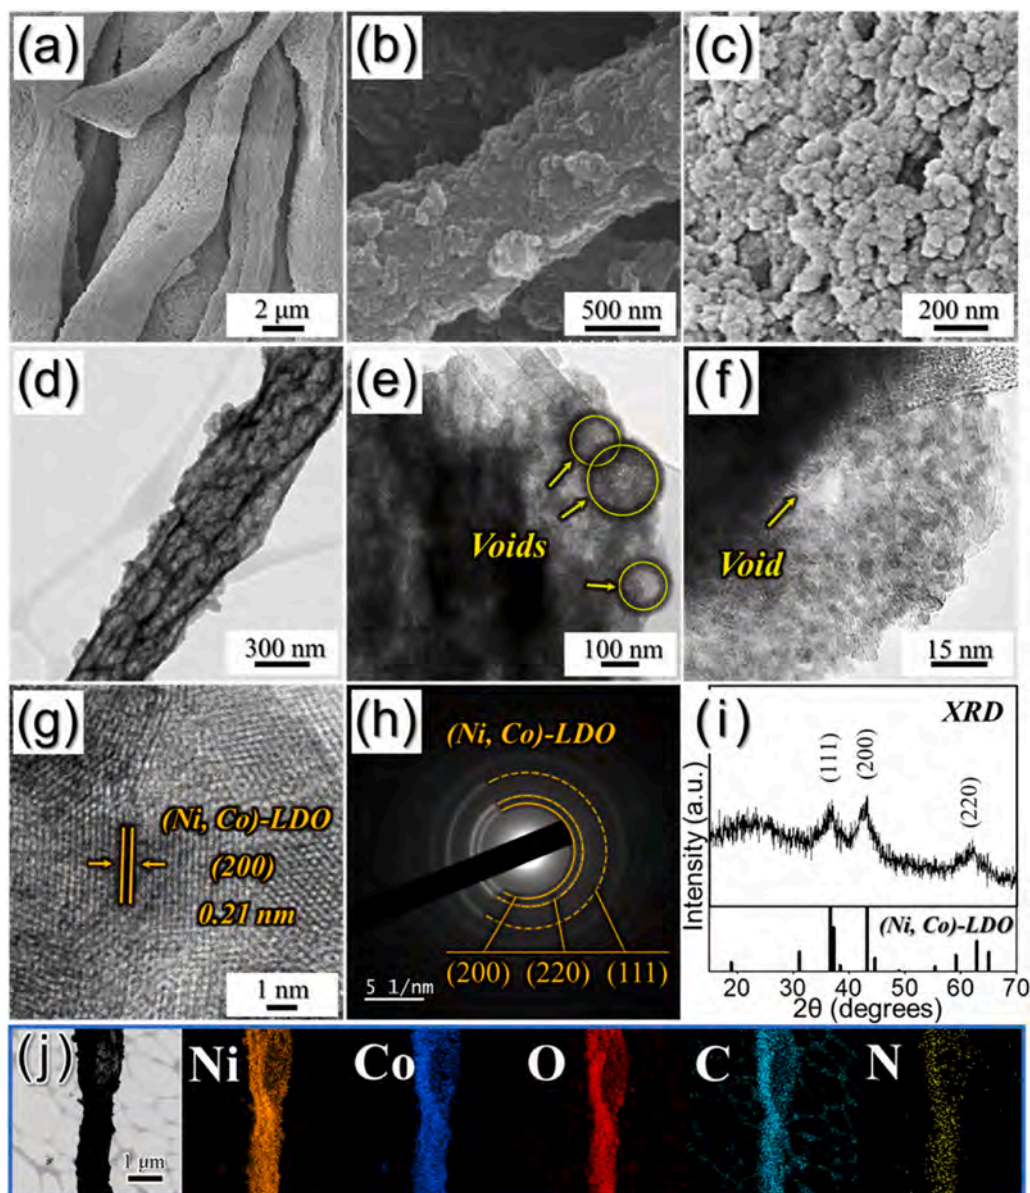 (a)
2 μm
(b)
500 nm
(c)
200 nm
(d)
300 nm
(e)
Voids
100 nm
(f)
Void
15 nm
(g)
(Ni, Co)-LDO
(200)
0.21 nm
1 nm
(h)
(Ni, Co)-LDO
(200) (220) (111)
5 1/nm
(i)
XRD
(111)
(200)
(220)
Intensity (a.u.)
(Ni, Co)-LDO
20 30 40 50 60 70
2θ (degrees)
(j)
1 μm
Ni
Co
O
C
N